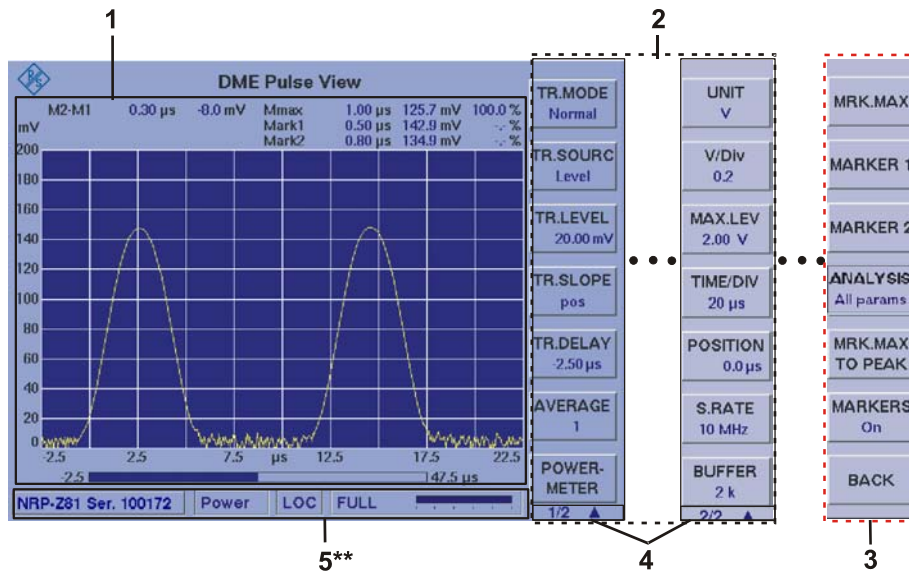 1
2
DME Pulse View
M2-M1 0.30 µs -8.0 mV Mmax 1.00 µs 125.7 mV 100.0 %
Mark1 0.50 µs 142.9 mV -.- %
Mark2 0.80 µs 134.9 mV -.- %
mV
200
180
160
140
120
100
80
60
40
20
0
-2.5 2.5 7.5 µs 12.5 17.5 22.5
-2.5 47.5 µs
NRP-Z81 Ser. 100172 Power LOC FULL
TR.MODE
Normal
TR.SOURC
Level
TR.LEVEL
20.00 mV
TR.SLOPE
pos
TR.DELAY
-2.50 µs
AVERAGE
1
POWER-
METER
1/2 ▲
UNIT
V
V/Div
0.2
MAX.LEV
2.00 V
TIME/DIV
20 µs
POSITION
0.0 µs
S.RATE
10 MHz
BUFFER
2 k
2/2 ▲
MRK.MAX
MARKER 1
MARKER 2
ANALYSIS
All params
MRK.MAX
TO PEAK
MARKERS
On
BACK
5**
4
3